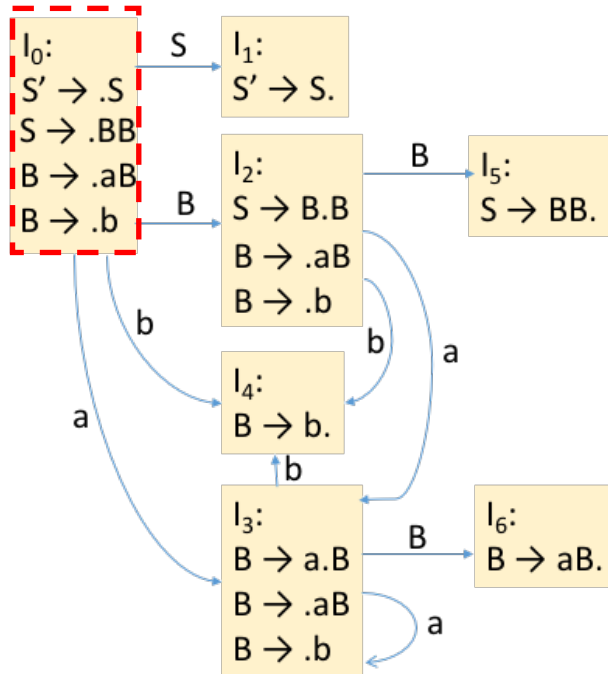 I₀:
S' → .S
S → .BB
B → .aB
B → .b
S
I₁:
S' → S.
B
I₂:
S → B.B
B → .aB
B → .b
B
I₅:
S → BB.
b
a
b
a
I₄:
B → b.
b
I₃:
B → a.B
B → .aB
B → .b
B
I₆:
B → aB.
a